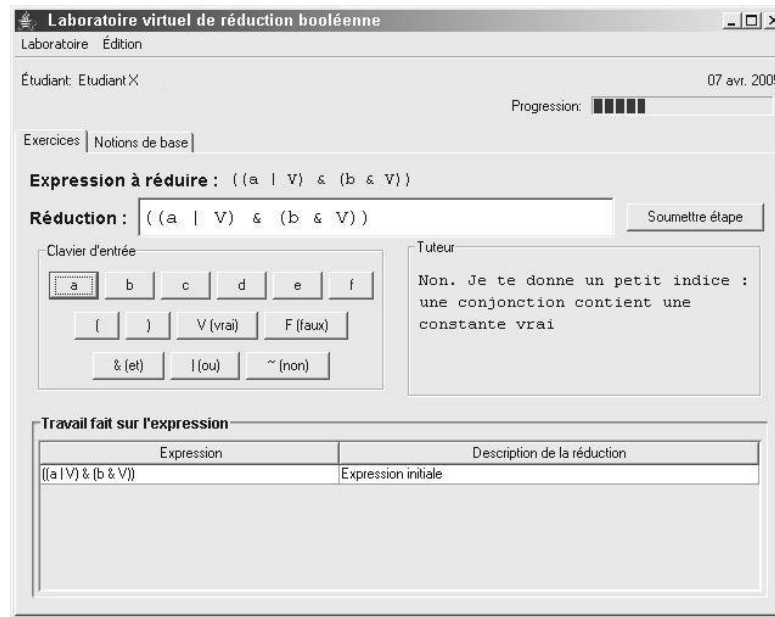 Laboratoire virtuel de réduction booléenne
Laboratoire Édition
Étudiant: Etudiant X 07 avr. 2005
Progression:
Exercices Notions de base
Expression à réduire : ((a | V) & (b & V))
Réduction : ((a | V) & (b & V)) Soumettre étape
Clavier d'entrée
a b c d e f
( ) V (vrai) F (faux)
& (et) | (ou) ~ (non)
Tuteur
Non. Je te donne un petit indice :
une conjonction contient une
constante vrai
Travail fait sur l'expression
Expression Description de la réduction
((a | V) & (b & V)) Expression initiale